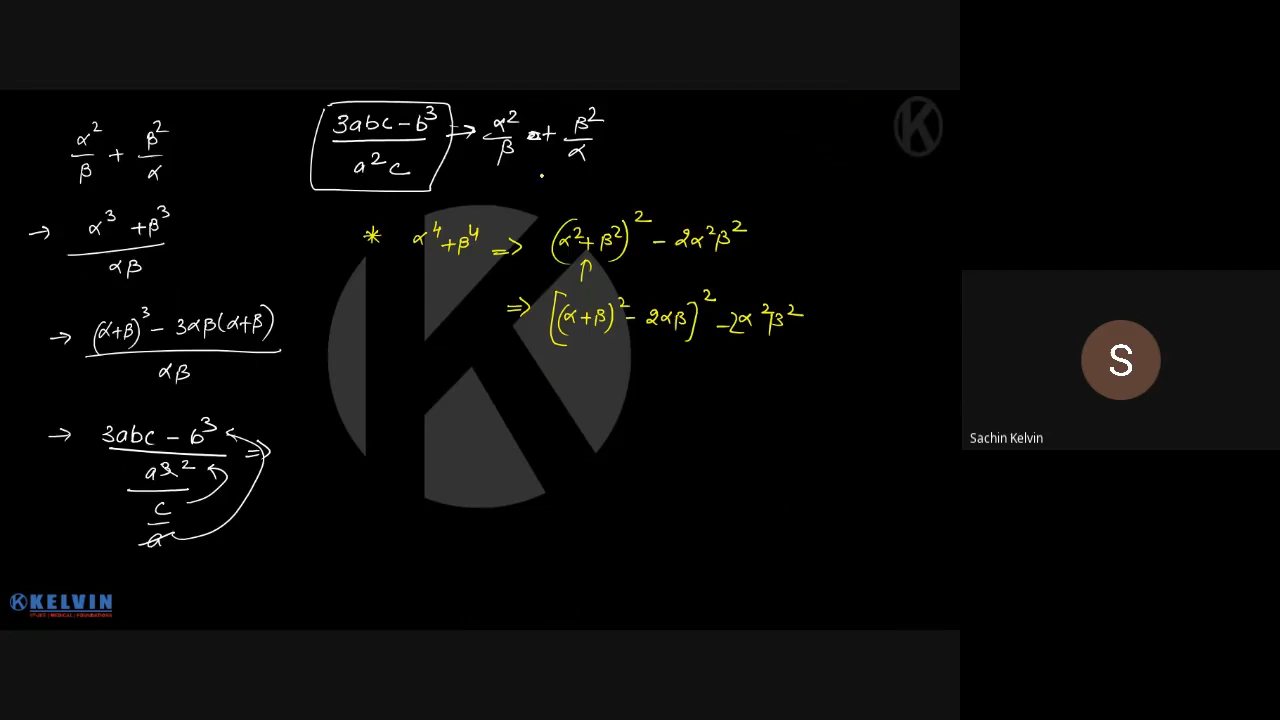 α²/β + β²/α
→ (α³ + β³)/αβ
→ ((α+β)³ − 3αβ(α+β))/αβ
→ (3abc − b³)/(a³²)/(c/a) ⇒
(3abc − b³)/(a²c) → α²/β + β²/α
* α⁴ + β⁴ ⇒ (α² + β²)² − 2α²β²
⇒ [(α + β)² − 2αβ]² − 2α²β²
S
Sachin Kelvin
KELVIN